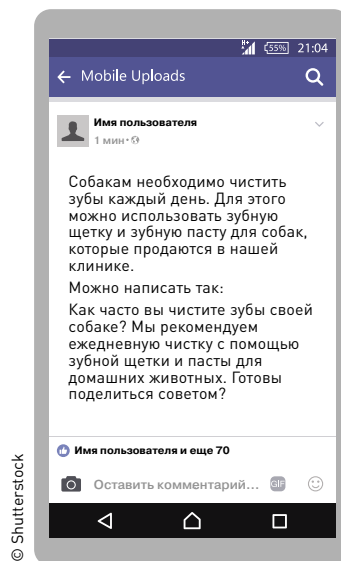 H+ 55% 21:04
← Mobile Uploads
Имя пользователя
1 мин •
Собакам необходимо чистить
зубы каждый день. Для этого
можно использовать зубную
щетку и зубную пасту для собак,
которые продаются в нашей
клинике.
Можно написать так:
Как часто вы чистите зубы своей
собаке? Мы рекомендуем
ежедневную чистку с помощью
зубной щетки и пасты для
домашних животных. Готовы
поделиться советом?
Имя пользователя и еще 70
Оставить комментарий... GIF
© Shutterstock